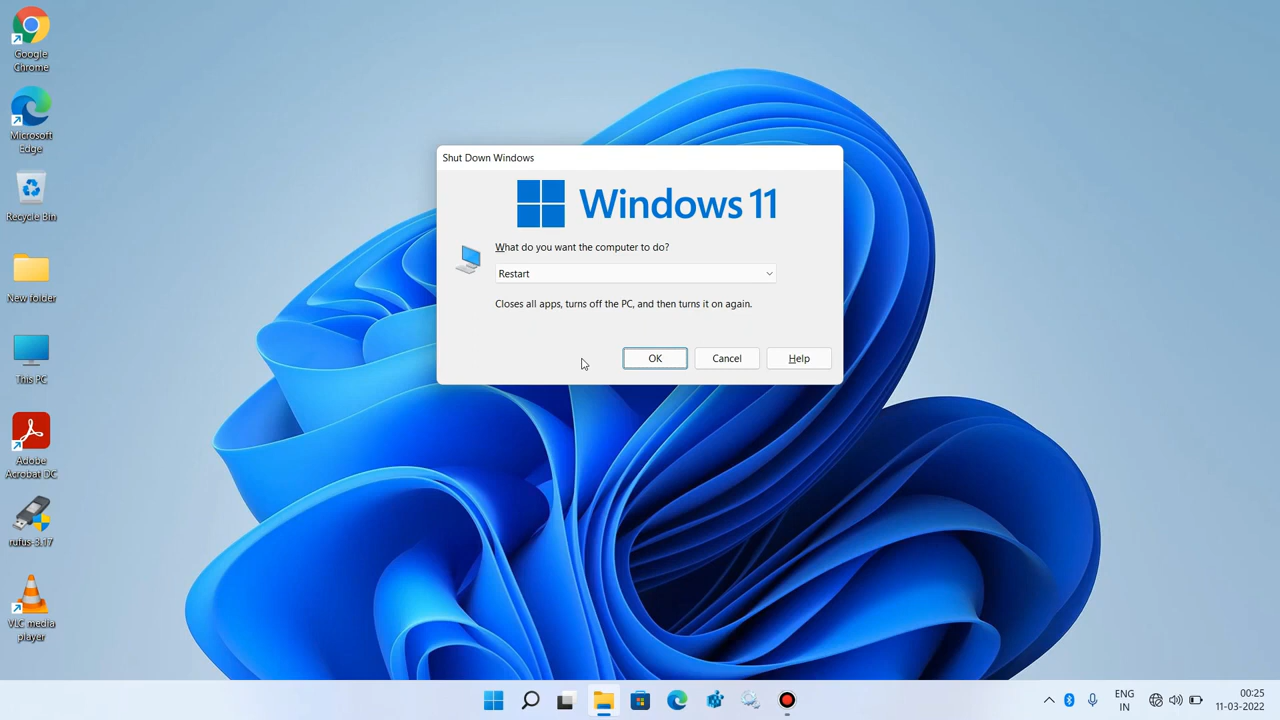 Google
Chrome
Microsoft
Edge
Recycle Bin
New folder
This PC
Adobe
Acrobat DC
rufus-3.17
VLC media
player
Shut Down Windows
Windows 11
What do you want the computer to do?
Restart
Closes all apps, turns off the PC, and then turns it on again.
OK
Cancel
Help
ENG
IN
00:25
11-03-2022